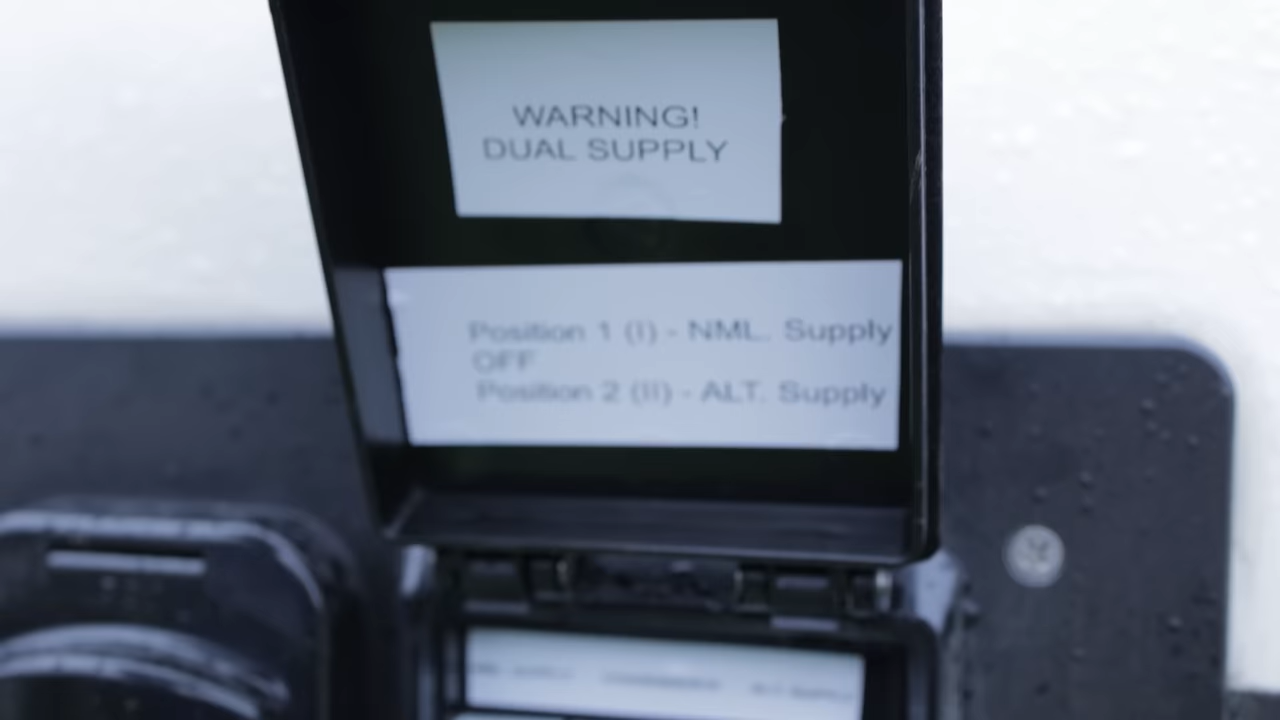 WARNING!
DUAL SUPPLY
Position 1 (I) - NML. Supply
OFF
Position 2 (II) - ALT. Supply